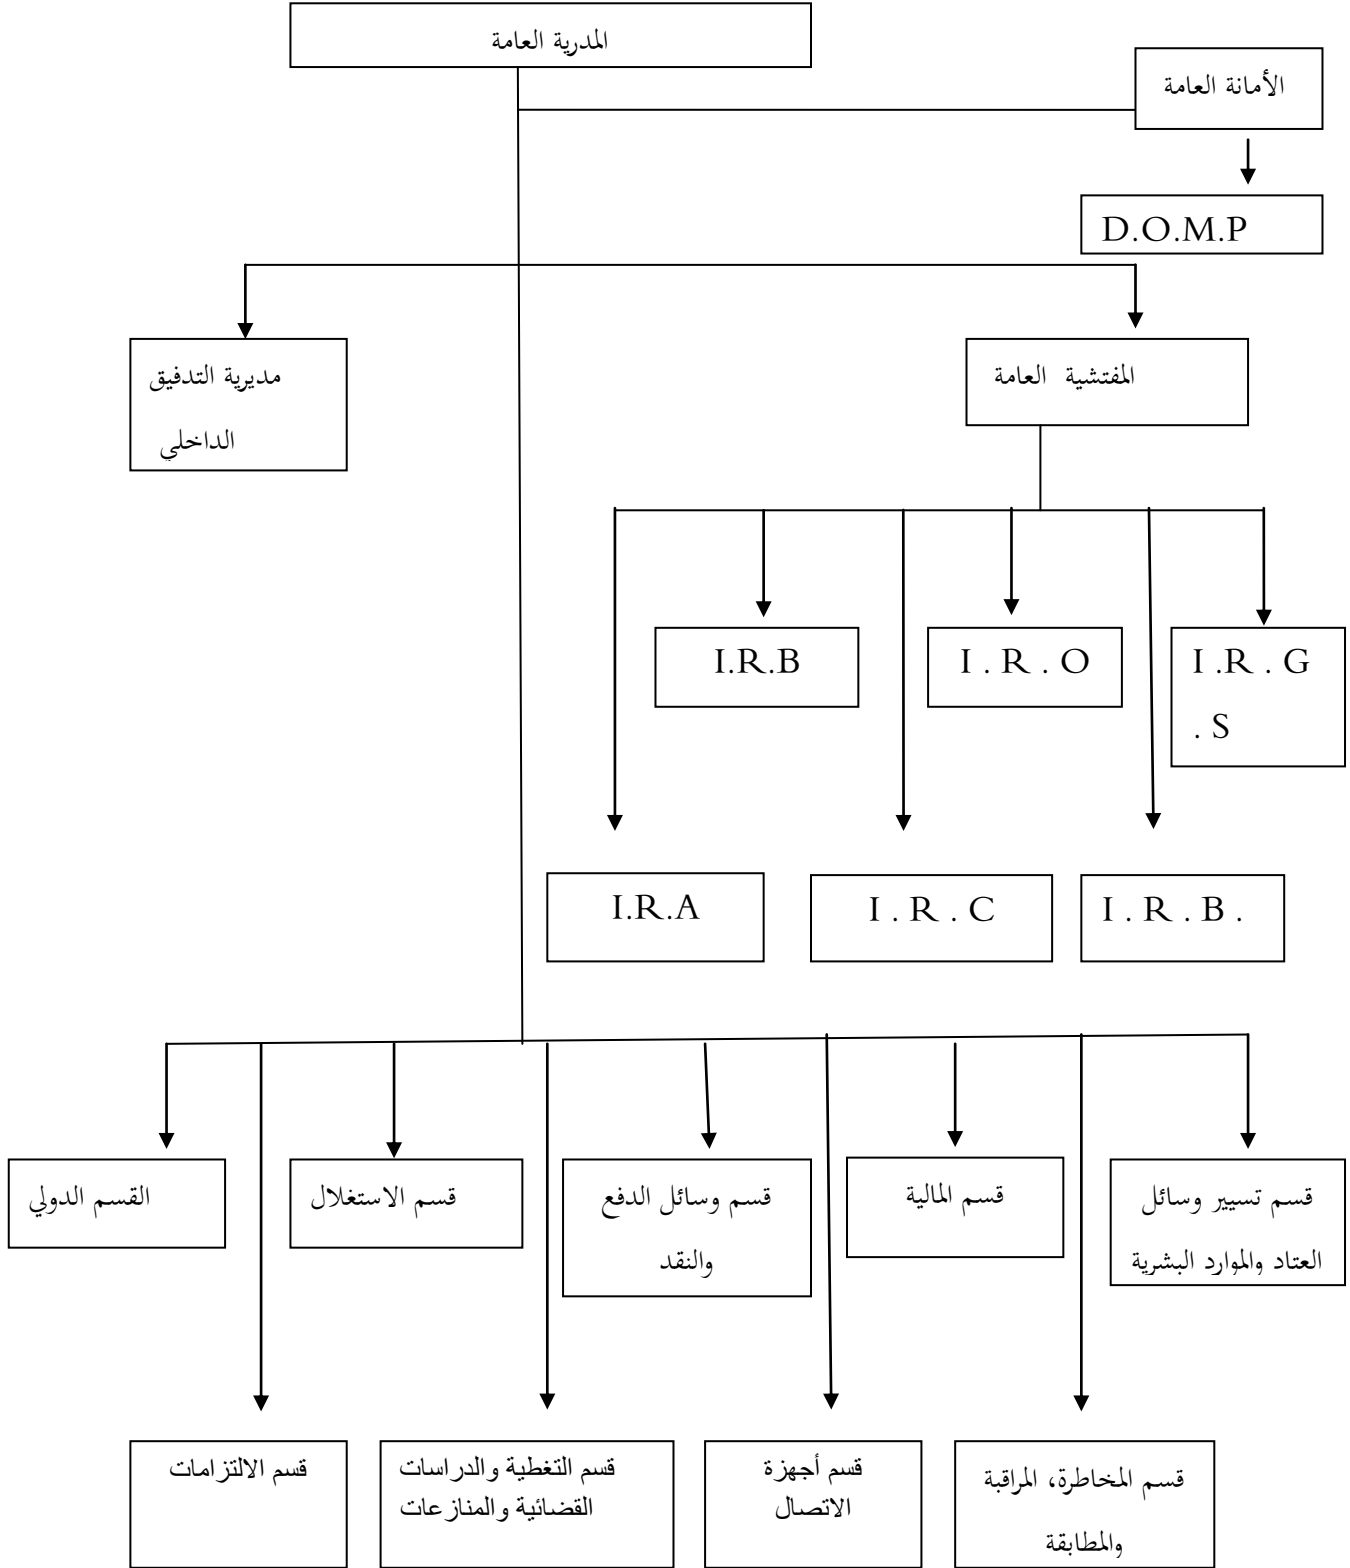 المدرية العامة
الأمانة العامة
D.O.M.P
المفتشية العامة
مديرية التدفيق
الداخلي
I.R.B
I . R . O
I .R . G
. S
I.R.A
I . R . C
I . R . B .
قسم تسيير وسائل
العتاد والموارد البشرية
قسم المالية
قسم وسائل الدفع
والنقد
قسم الاستغلال
القسم الدولي
قسم المخاطرة، المراقبة
والمطابقة
قسم أجهزة
الاتصال
قسم التغطية والدراسات
القضائية والمنازعات
قسم الالتزامات